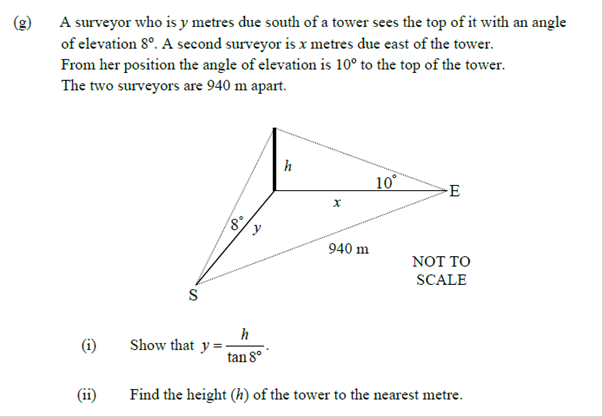 (g) A surveyor who is y metres due south of a tower sees the top of it with an angle
of elevation 8°. A second surveyor is x metres due east of the tower.
From her position the angle of elevation is 10° to the top of the tower.
The two surveyors are 940 m apart.
h
10°
E
x
8°
y
940 m
NOT TO
SCALE
S
(i) Show that y = h / tan 8° .
(ii) Find the height (h) of the tower to the nearest metre.